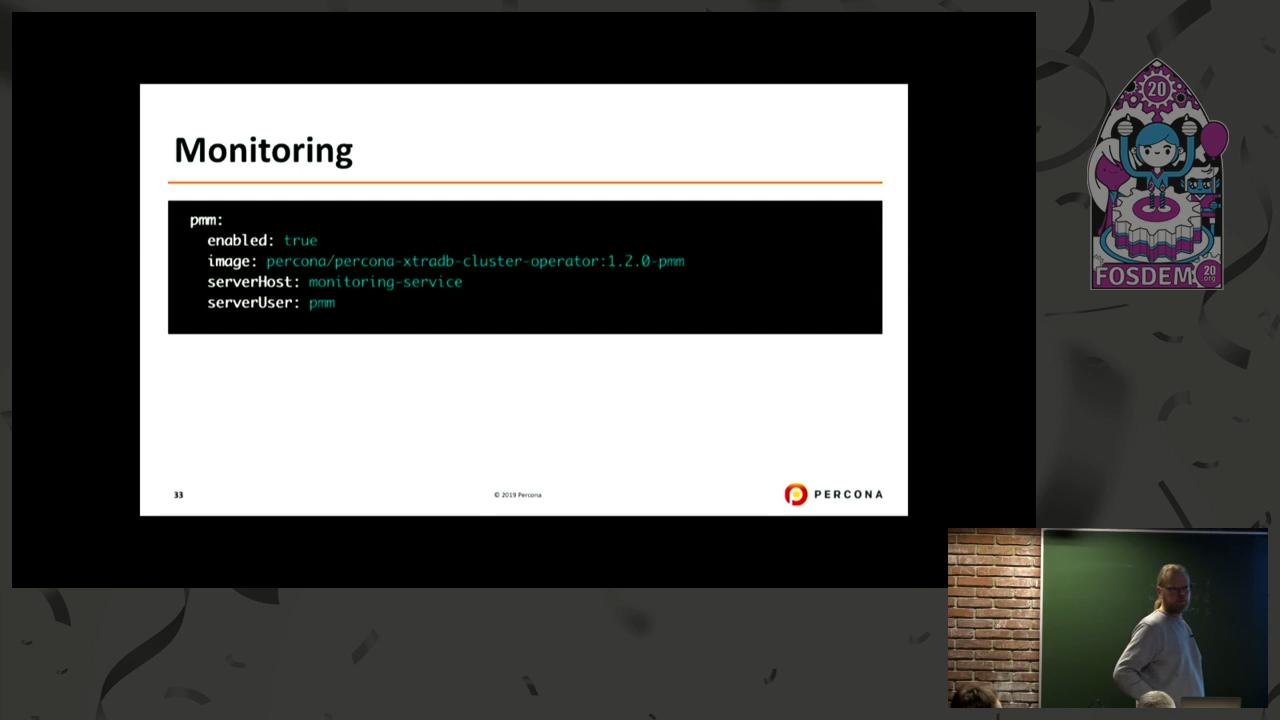 Monitoring
pmm:
enabled: true
image: percona/percona-xtradb-cluster-operator:1.2.0-pmm
serverHost: monitoring-service
serverUser: pmm
33
© 2019 Percona
PERCONA
20
FOSDEM
20
.org